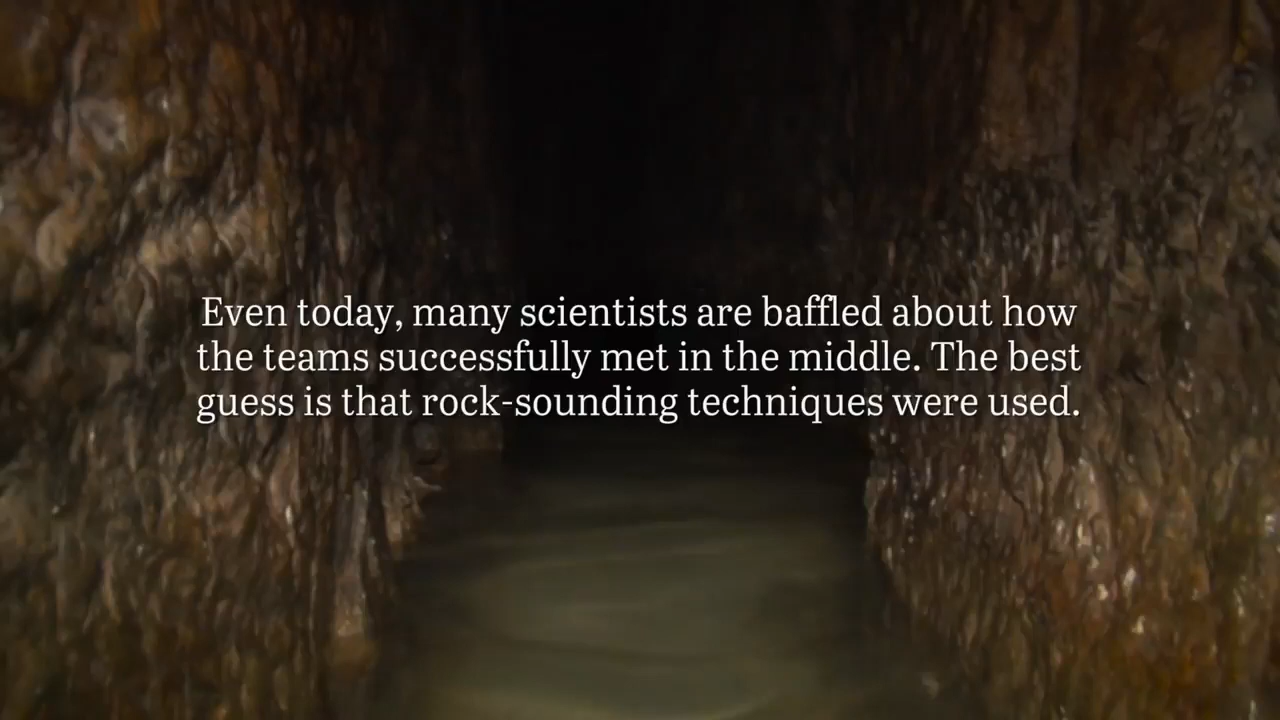 Even today, many scientists are baffled about how
the teams successfully met in the middle. The best
guess is that rock-sounding techniques were used.